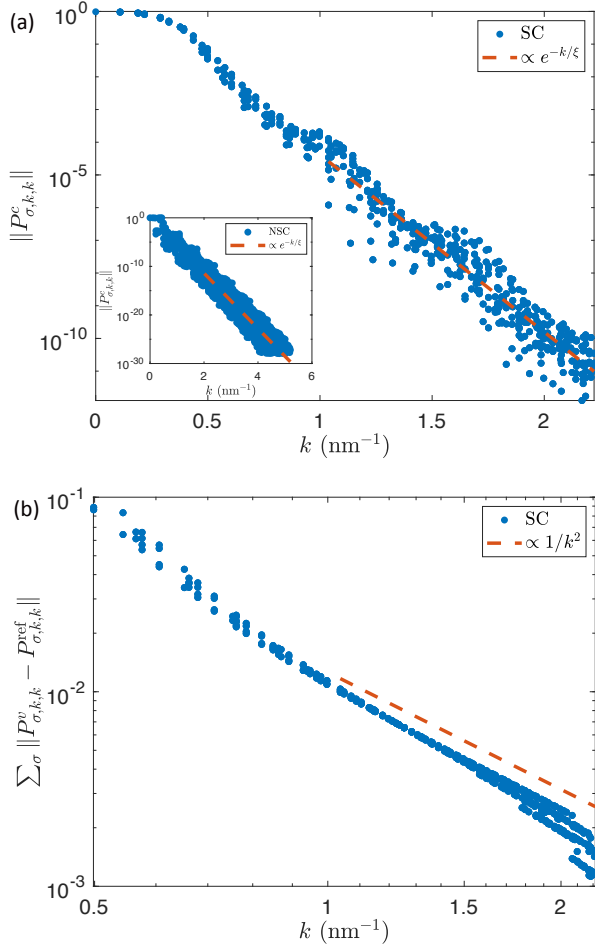 (a)
10^0
10^-5
10^-10
||P^c_{σ,k,k}||
SC
∝ e^{-k/ξ}
10^0
10^-10
10^-20
10^-30
||P^c_{σ,k,k}||
NSC
∝ e^{-k/ξ}
0 2 4 6
k (nm^-1)
0 0.5 1 1.5 2
k (nm^-1)
(b)
10^-1
10^-2
10^-3
∑_σ ||P^v_{σ,k,k} − P^ref_{σ,k,k}||
SC
∝ 1/k^2
0.5 1 1.5 2
k (nm^-1)